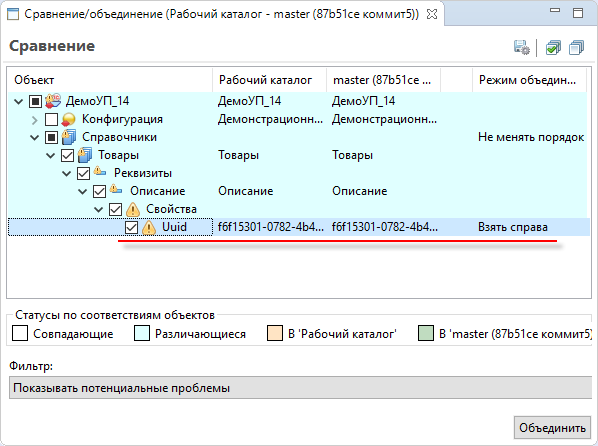 Сравнение/объединение (Рабочий каталог - master (87b51ce коммит5))
Сравнение
Объект Рабочий каталог master (87b51ce ... Режим объедин...
ДемоУП_14 ДемоУП_14 ДемоУП_14
Конфигурация Демонстрационн... Демонстрационн...
Справочники Не менять порядок
Товары Товары Товары
Реквизиты
Описание Описание Описание
Свойства
Uuid f6f15301-0782-4b4... f6f15301-0782-4b4... Взять справа
Статусы по соответствиям объектов
Совпадающие Различающиеся В 'Рабочий каталог' В 'master (87b51ce коммит5)
Фильтр:
Показывать потенциальные проблемы
Объединить